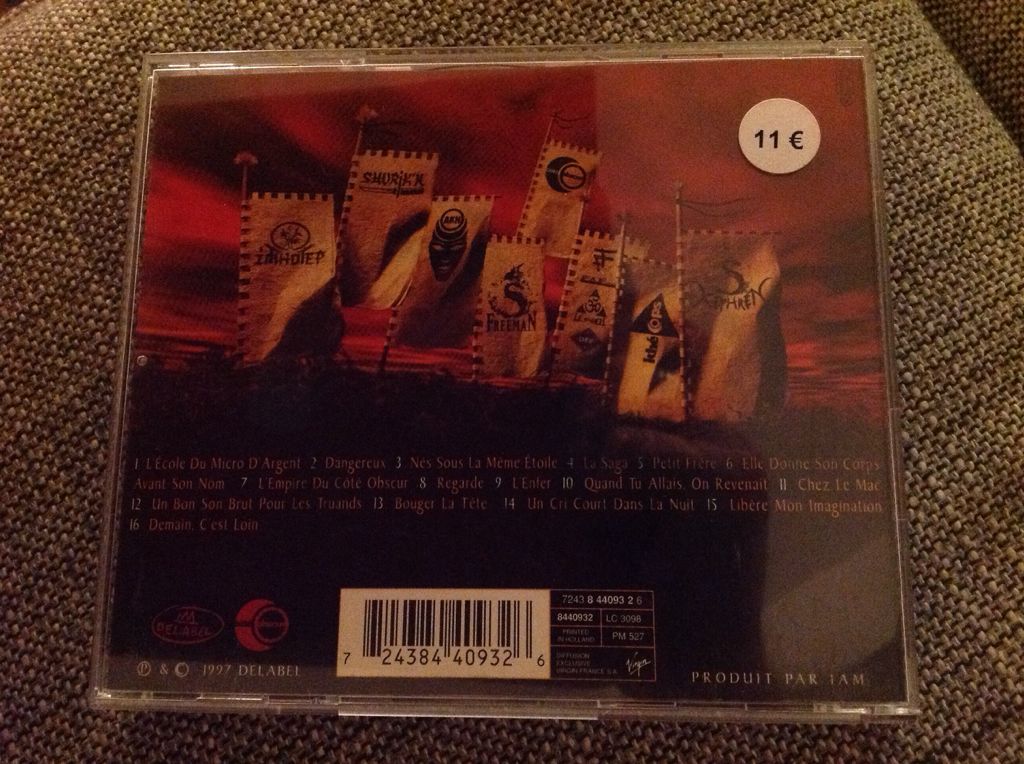 11 €
SHURIK'N
AKH
IMHOTEP
FREEMAN
Khéops
KEPHREN
1 L'École Du Micro D'Argent 2 Dangereux 3 Nés Sous La Même Étoile 4 La Saga 5 Petit Frère 6 Elle Donne Son Corps
Avant Son Nom 7 L'Empire Du Côté Obscur 8 Regarde 9 L'Enfer 10 Quand Tu Allais, On Revenait 11 Chez Le Mac
12 Un Bon Son Brut Pour Les Truands 13 Bouger La Tête 14 Un Cri Court Dans La Nuit 15 Libère Mon Imagination
16 Demain, C'est Loin
DELABEL
℗ & © 1997 DELABEL
7 24384 40932 6
7243 8 44093 2 6
8440932 LC 3098
PRINTED
IN HOLLAND
PM 527
DIFFUSION
EXCLUSIVE
VIRGIN FRANCE S.A.
Virgin
PRODUIT PAR IAM